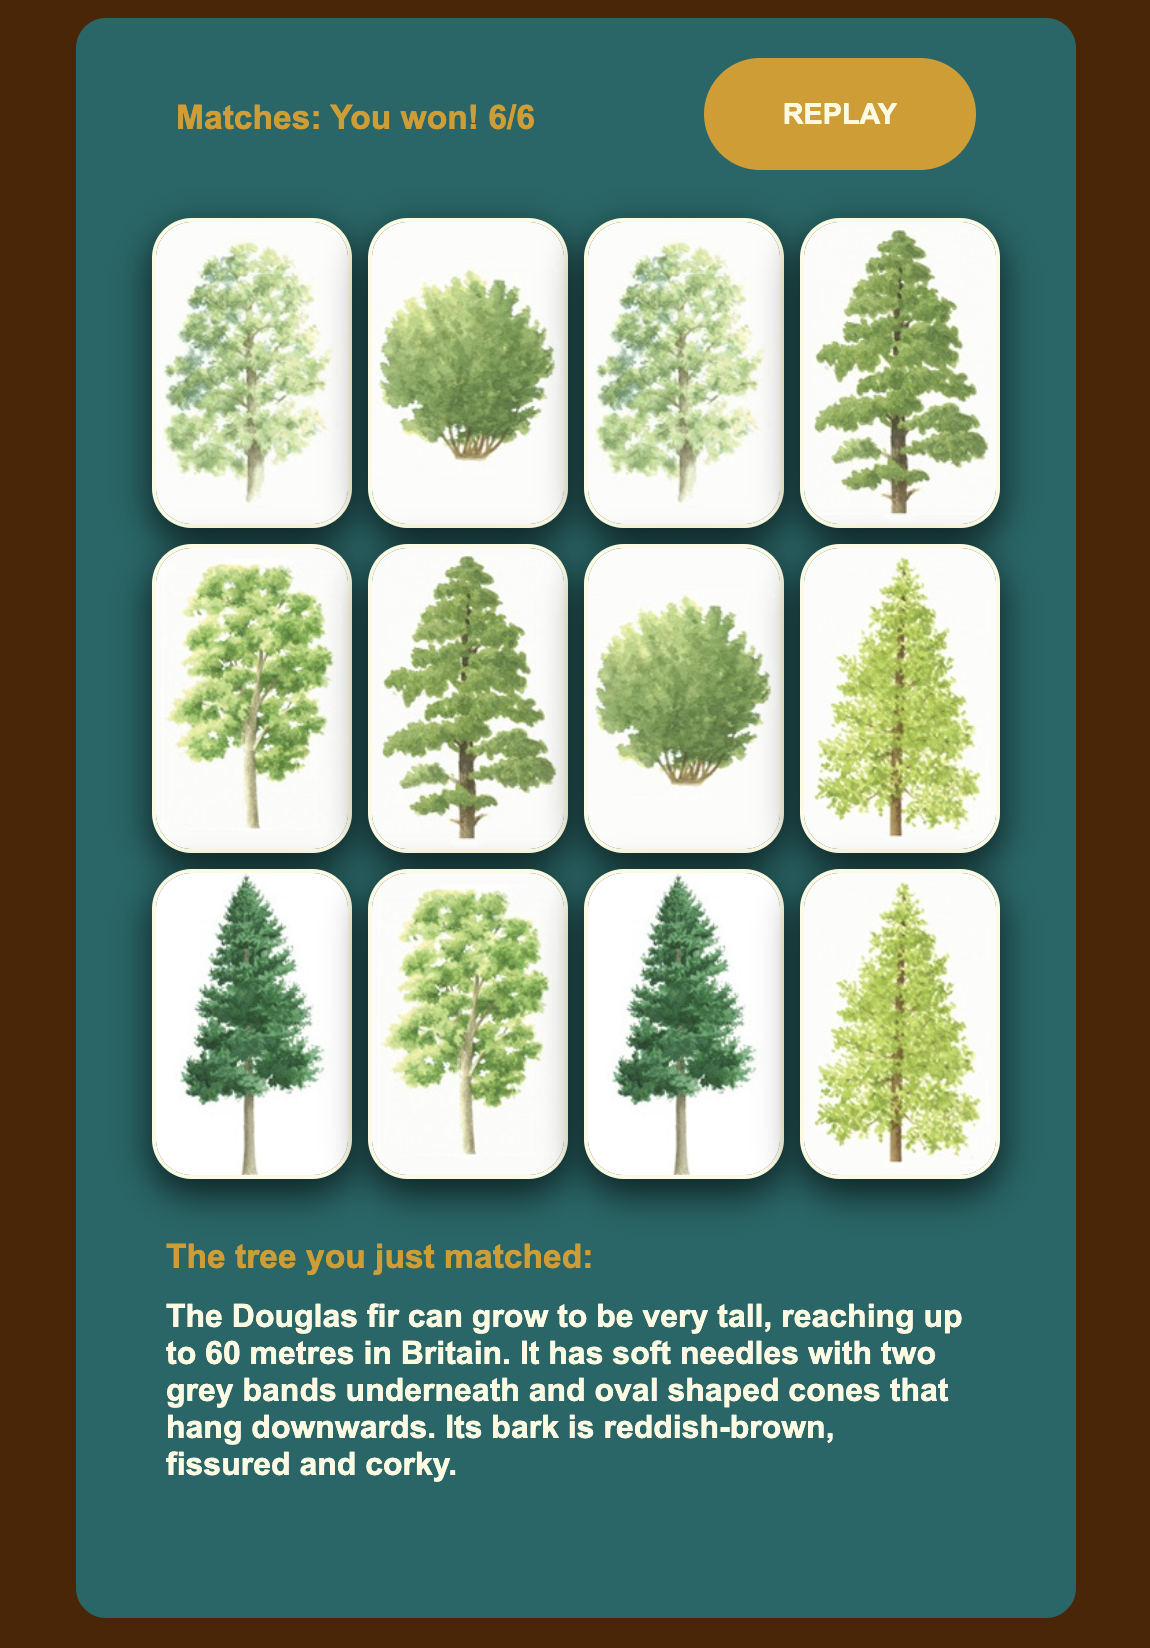 Matches: You won! 6/6
REPLAY
The tree you just matched:
The Douglas fir can grow to be very tall, reaching up
to 60 metres in Britain. It has soft needles with two
grey bands underneath and oval shaped cones that
hang downwards. Its bark is reddish-brown,
fissured and corky.